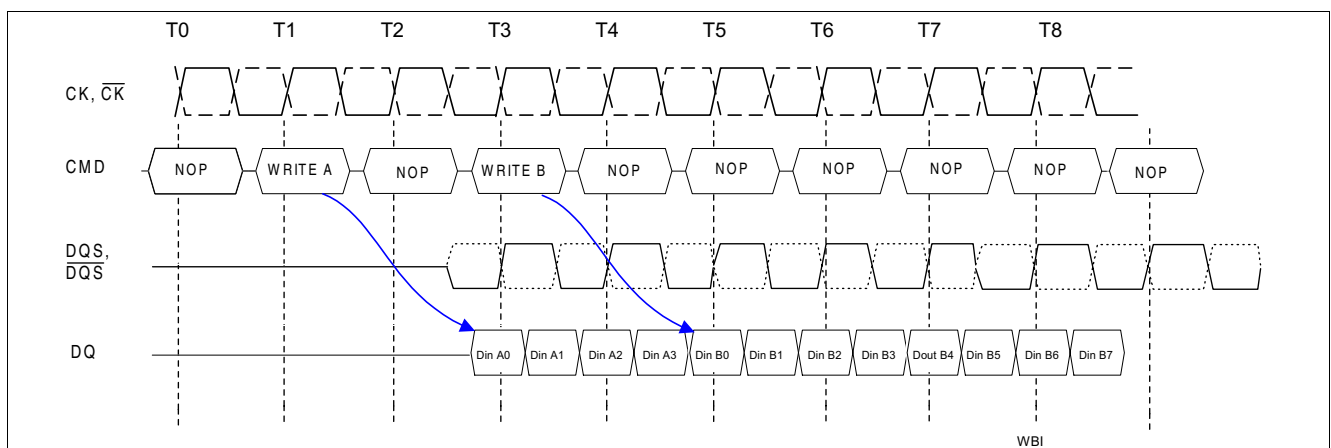 T0 T1 T2 T3 T4 T5 T6 T7 T8
CK, CK
CMD NOP WRITE A NOP WRITE B NOP NOP NOP NOP NOP NOP
DQS,
DQS
DQ Din A0 Din A1 Din A2 Din A3 Din B0 Din B1 Din B2 Din B3 Dout B4 Din B5 Din B6 Din B7
WBI